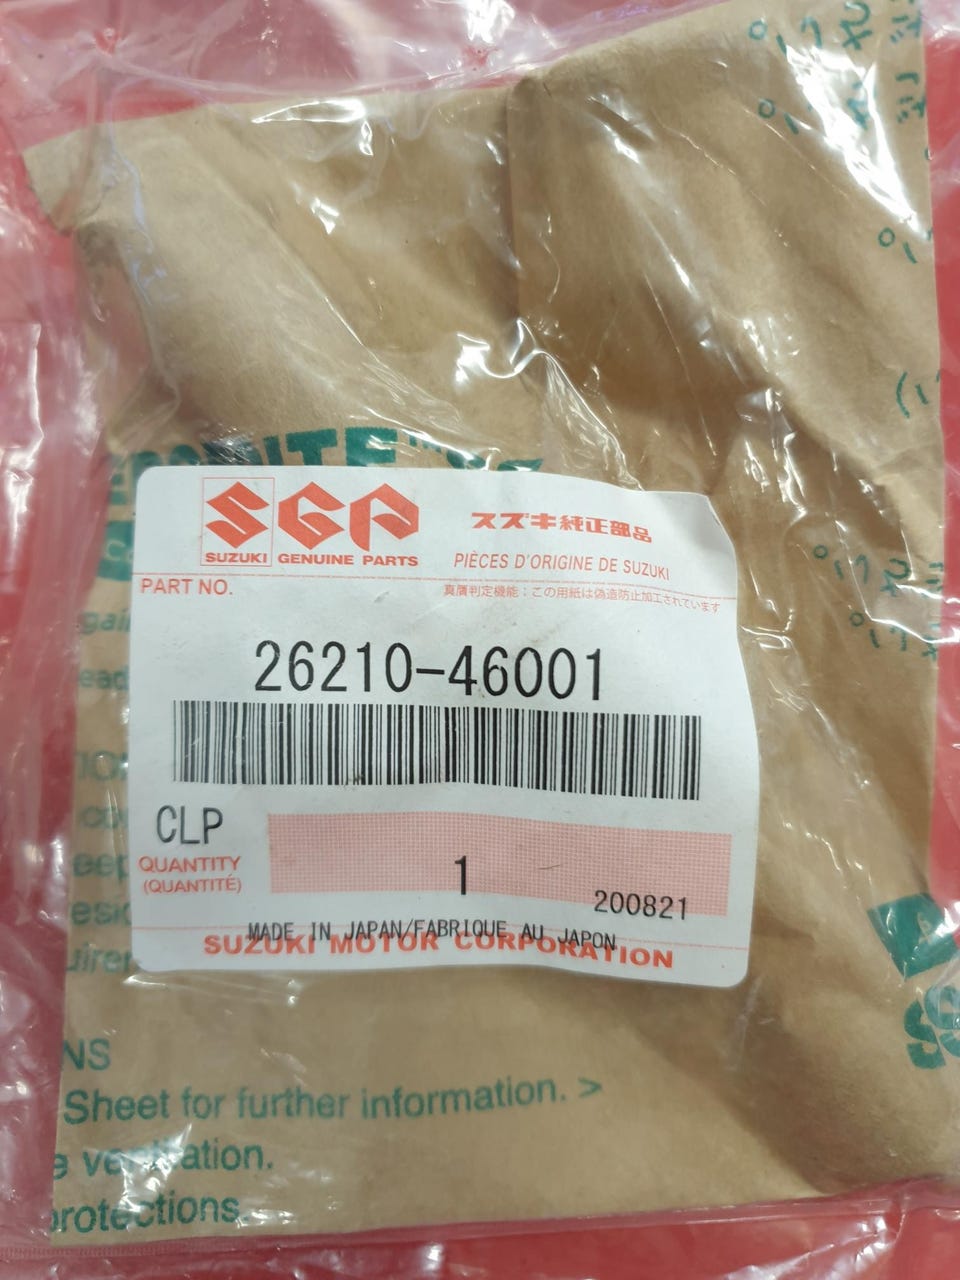 SGP
SUZUKI GENUINE PARTS
スズキ純正部品
PIÈCES D'ORIGINE DE SUZUKI
PART NO.
真贋判定機能：この用紙は偽造防止加工されています
26210-46001
CLP
QUANTITY
(QUANTITÉ)
1
200821
MADE IN JAPAN/FABRIQUE AU JAPON
SUZUKI MOTOR CORPORATION
NS
Sheet for further information. >
ventilation.
protections.